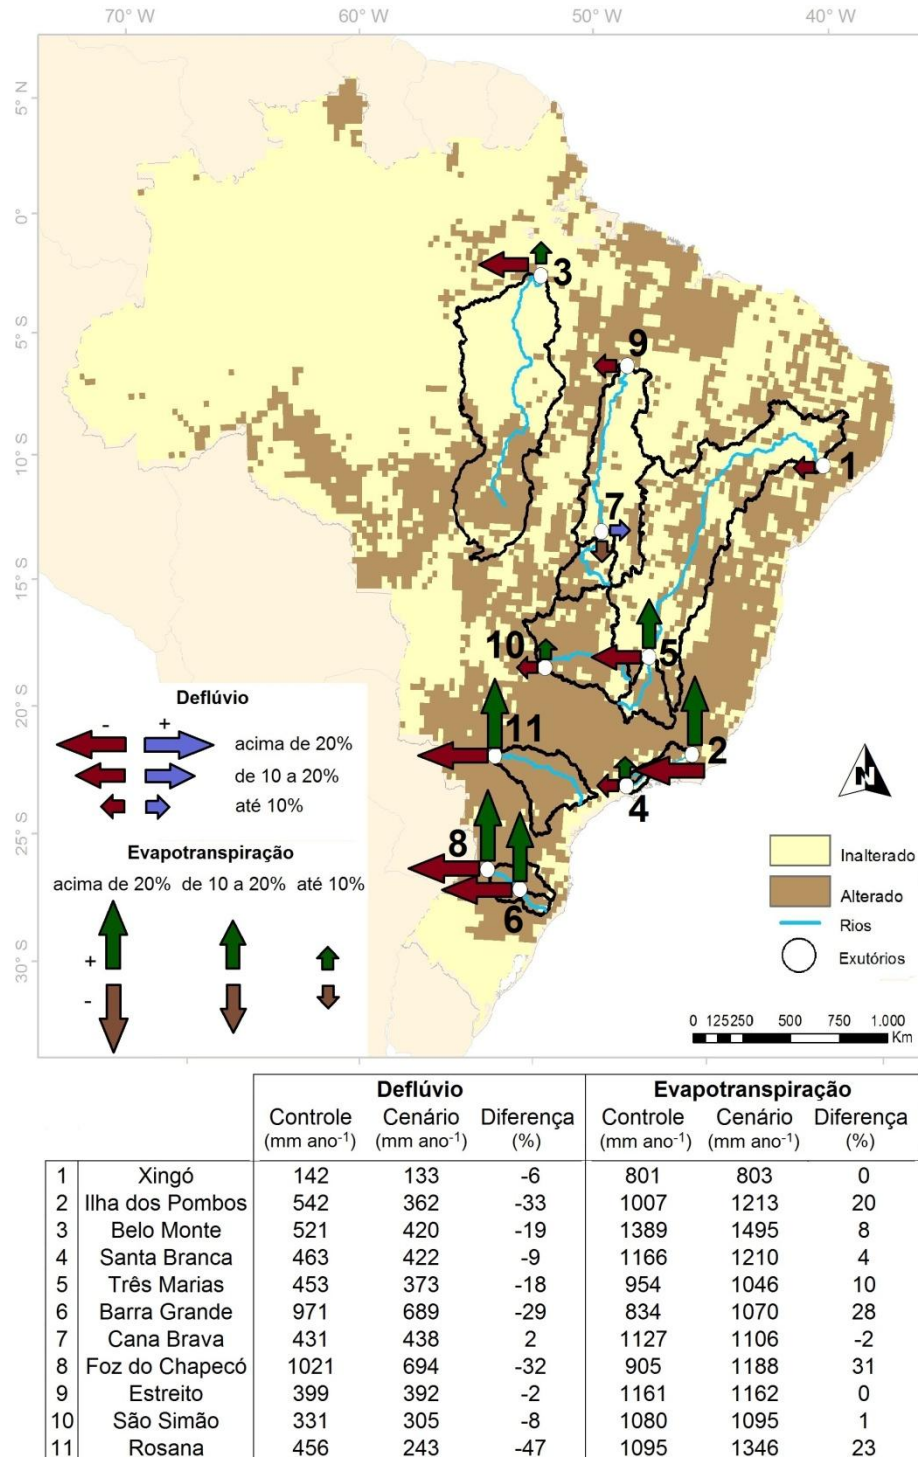 70° W 60° W 50° W 40° W
5° N
0°
5° S
10° S
15° S
20° S
25° S
30° S
3
9
1
7
10
5
11
2
4
8
6
Deflúvio
- +
acima de 20%
de 10 a 20%
até 10%
Evapotranspiração
acima de 20% de 10 a 20% até 10%
+
-
N
Inalterado
Alterado
Rios
Exutórios
0 125 250 500 750 1.000
Km
Deflúvio Evapotranspiração
Controle Cenário Diferença Controle Cenário Diferença
(mm ano-1) (mm ano-1) (%) (mm ano-1) (mm ano-1) (%)
1 Xingó 142 133 -6 801 803 0
2 Ilha dos Pombos 542 362 -33 1007 1213 20
3 Belo Monte 521 420 -19 1389 1495 8
4 Santa Branca 463 422 -9 1166 1210 4
5 Três Marias 453 373 -18 954 1046 10
6 Barra Grande 971 689 -29 834 1070 28
7 Cana Brava 431 438 2 1127 1106 -2
8 Foz do Chapecó 1021 694 -32 905 1188 31
9 Estreito 399 392 -2 1161 1162 0
10 São Simão 331 305 -8 1080 1095 1
11 Rosana 456 243 -47 1095 1346 23